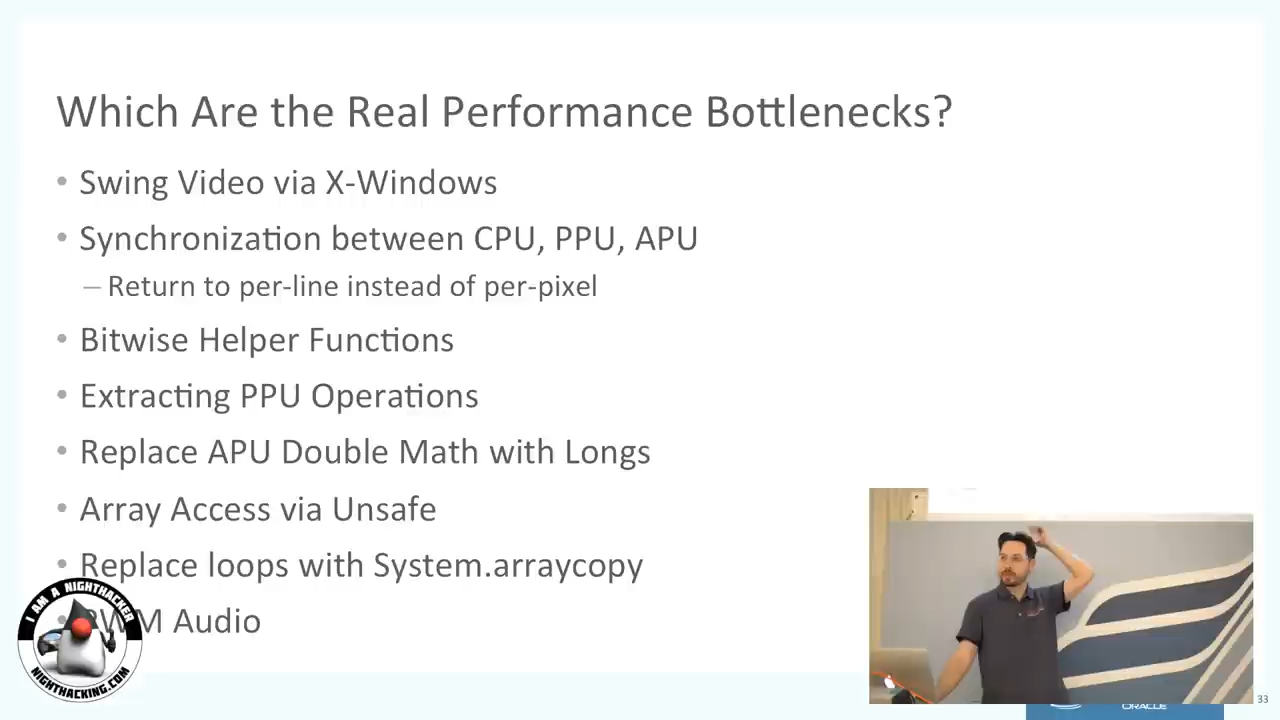 Which Are the Real Performance Bottlenecks?
• Swing Video via X-Windows
• Synchronization between CPU, PPU, APU
– Return to per-line instead of per-pixel
• Bitwise Helper Functions
• Extracting PPU Operations
• Replace APU Double Math with Longs
• Array Access via Unsafe
• Replace loops with System.arraycopy
Audio
I AM A NIGHTHACKER
NIGHTHACKING.COM
ORACLE
33